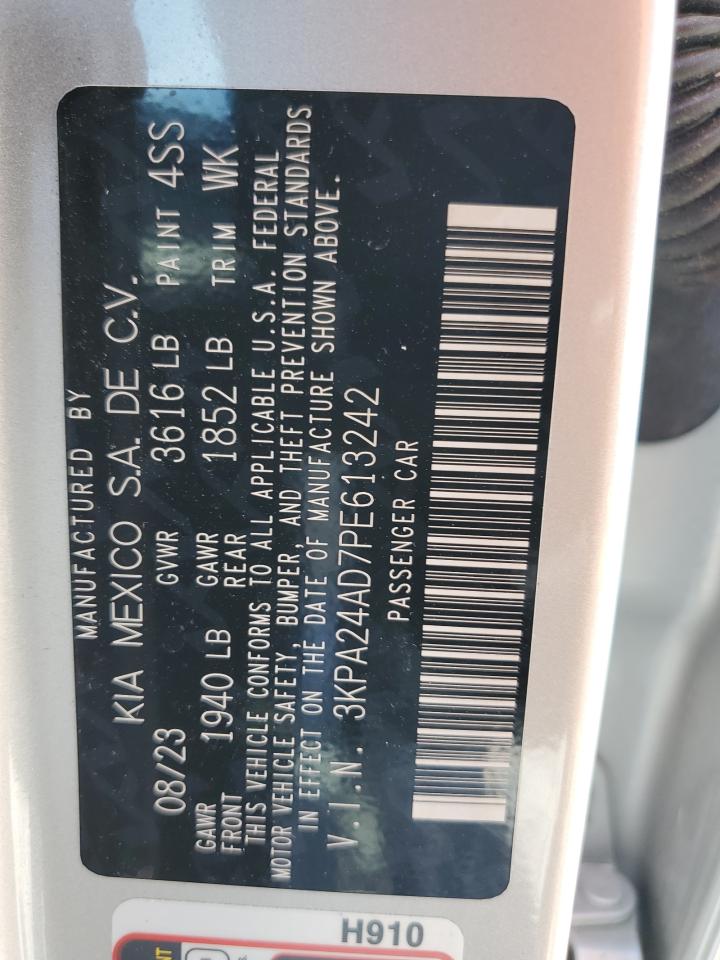 MANUFACTURED BY
KIA MEXICO S.A. DE C.V.
08/23 GVWR 3616 LB PAINT 4SS
GAWR FRONT 1940 LB GAWR REAR 1852 LB TRIM WK
THIS VEHICLE CONFORMS TO ALL APPLICABLE U.S.A. FEDERAL
MOTOR VEHICLE SAFETY, BUMPER, AND THEFT PREVENTION STANDARDS
IN EFFECT ON THE DATE OF MANUFACTURE SHOWN ABOVE.
V.I.N. 3KPA24AD7PE613242
PASSENGER CAR
H910